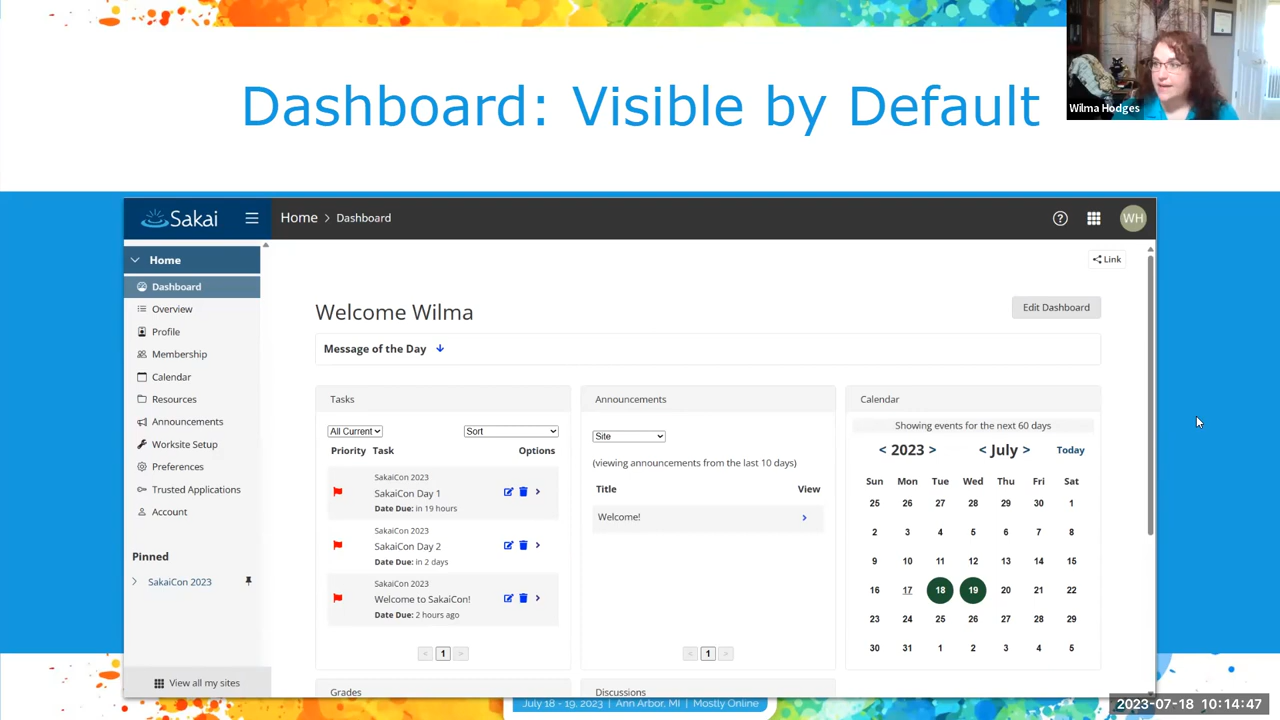 Dashboard: Visible by Default
Wilma Hodges
Sakai
Home > Dashboard
WH
Home
Dashboard
Overview
Profile
Membership
Calendar
Resources
Announcements
Worksite Setup
Preferences
Trusted Applications
Account
Pinned
SakaiCon 2023
View all my sites
Link
Welcome Wilma
Edit Dashboard
Message of the Day
Tasks
All Current
Sort
Priority Task Options
SakaiCon 2023
SakaiCon Day 1
Date Due: in 19 hours
SakaiCon 2023
SakaiCon Day 2
Date Due: in 2 days
SakaiCon 2023
Welcome to SakaiCon!
Date Due: 2 hours ago
< 1 >
Announcements
Site
(viewing announcements from the last 10 days)
Title View
Welcome!
< 1 >
Calendar
Showing events for the next 60 days
< 2023 > < July > Today
Sun Mon Tue Wed Thu Fri Sat
25 26 27 28 29 30 1
2 3 4 5 6 7 8
9 10 11 12 13 14 15
16 17 18 19 20 21 22
23 24 25 26 27 28 29
30 31 1 2 3 4 5
Grades
Discussions
July 18 - 19, 2023 | Ann Arbor, MI | Mostly Online
2023-07-18 10:14:47